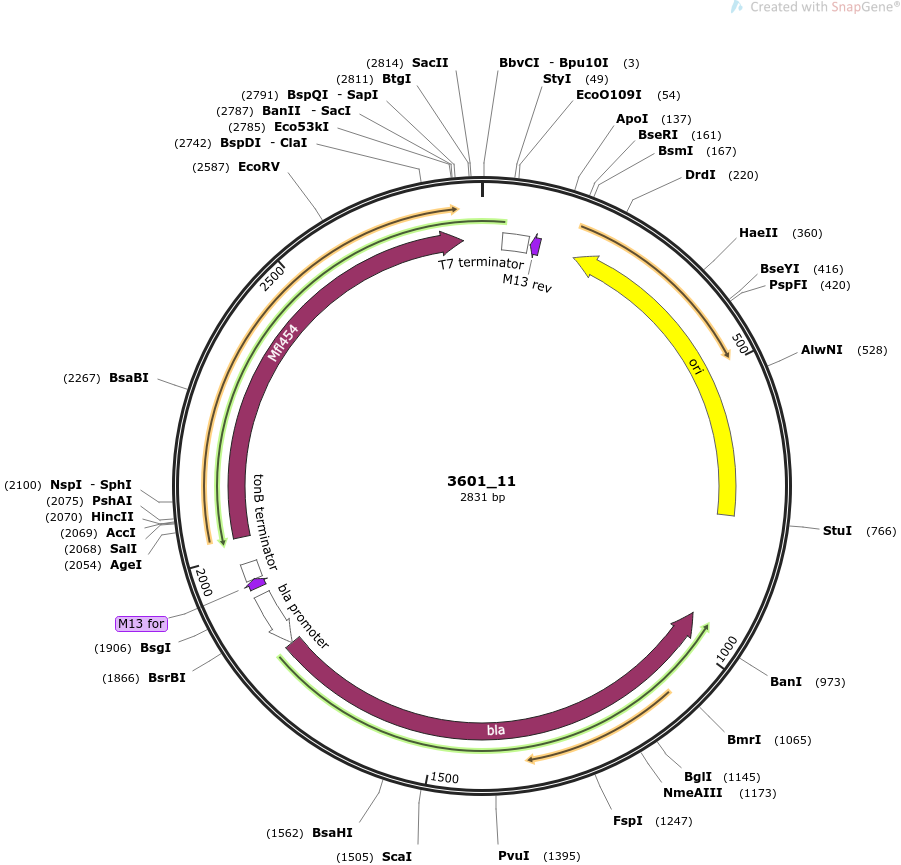 Created with SnapGene®
(2814) SacII
BbvCI - Bpu10I (3)
(2811) BtgI
StyI (49)
(2791) BspQI - SapI
EcoO109I (54)
(2787) BanII - SacI
(2785) Eco53kI
ApoI (137)
(2742) BspDI - ClaI
BseRI (161)
BsmI (167)
(2587) EcoRV
DrdI (220)
HaeII (360)
T7 terminator
M13 rev
BseYI (416)
PspFI (420)
2500
Mfl454
500
ori
AlwNI (528)
(2267) BsaBI
3601_11
2831 bp
(2100) NspI - SphI
(2075) PshAI
(2070) HincII
(2069) AccI
(2068) SalI
(2054) AgeI
StuI (766)
tonB terminator
2000
bla promoter
M13 for
(1906) BsgI
(1866) BsrBI
1000
BanI (973)
bla
BmrI (1065)
1500
BglI (1145)
NmeAIII (1173)
FspI (1247)
(1562) BsaHI
(1505) ScaI
PvuI (1395)